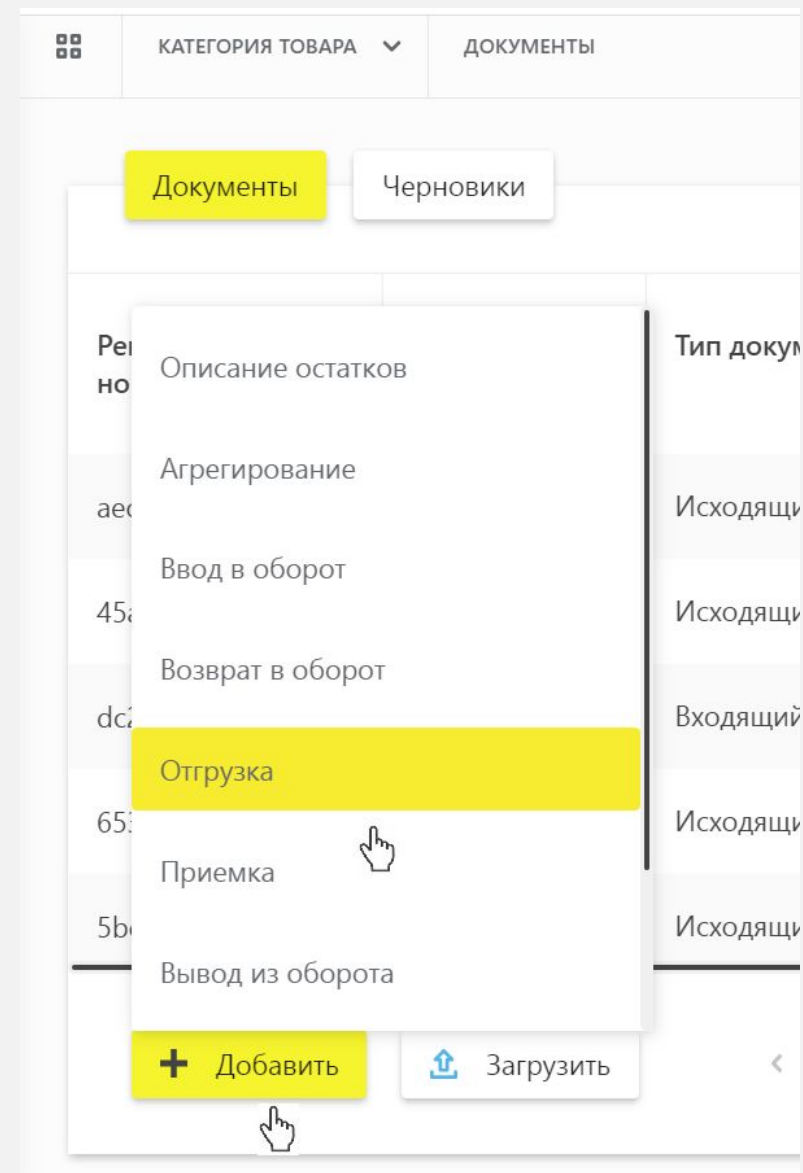 КАТЕГОРИЯ ТОВАРА ДОКУМЕНТЫ
Документы Черновики
Тип
Описание остатков
Агрегирование
Исходящи
Ввод в оборот
45
Исходящи
Возврат в оборот
Входящий
Отгрузка
Исходящи
Приемка
Исходящи
Вывод из оборота
Добавить Загрузить